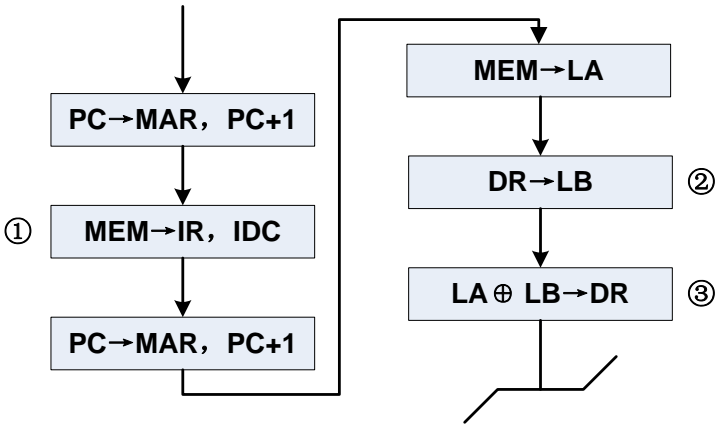 PC→MAR，PC+1
① MEM→IR，IDC
PC→MAR，PC+1
MEM→LA
DR→LB ②
LA⊕ LB→DR ③